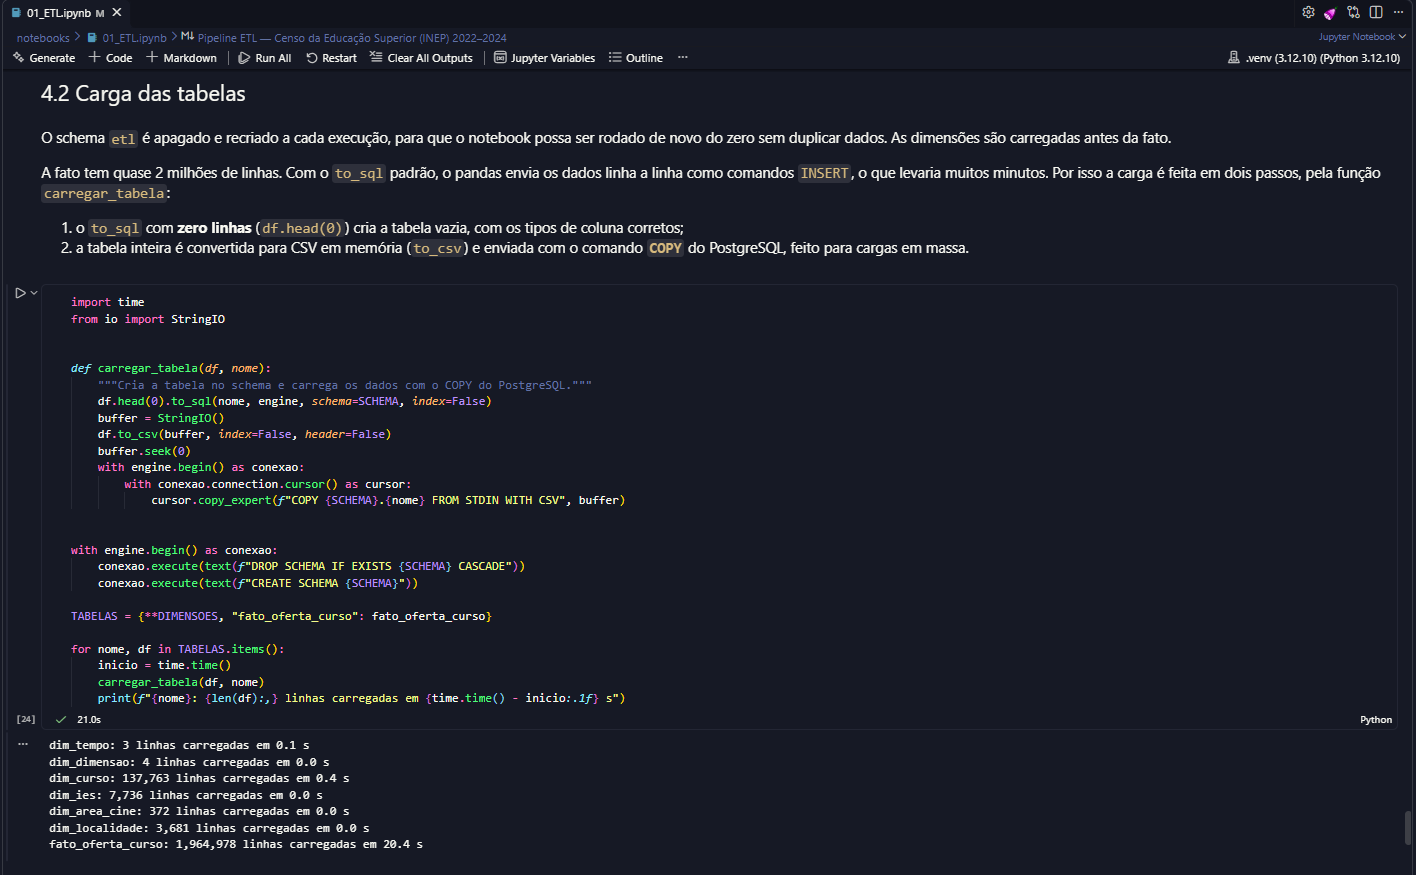 01_ETL.ipynb M
notebooks > 01_ETL.ipynb > M↓ Pipeline ETL — Censo da Educação Superior (INEP) 2022–2024
Jupyter Notebook
Generate + Code + Markdown | Run All Restart Clear All Outputs | Jupyter Variables Outline ...
.venv (3.12.10) (Python 3.12.10)
4.2 Carga das tabelas
O schema etl é apagado e recriado a cada execução, para que o notebook possa ser rodado de novo do zero sem duplicar dados. As dimensões são carregadas antes da fato.
A fato tem quase 2 milhões de linhas. Com o to_sql padrão, o pandas envia os dados linha a linha como comandos INSERT, o que levaria muitos minutos. Por isso a carga é feita em dois passos, pela função
carregar_tabela:
1. o to_sql com zero linhas (df.head(0)) cria a tabela vazia, com os tipos de coluna corretos;
2. a tabela inteira é convertida para CSV em memória (to_csv) e enviada com o comando COPY do PostgreSQL, feito para cargas em massa.
import time
from io import StringIO
def carregar_tabela(df, nome):
"""Cria a tabela no schema e carrega os dados com o COPY do PostgreSQL."""
df.head(0).to_sql(nome, engine, schema=SCHEMA, index=False)
buffer = StringIO()
df.to_csv(buffer, index=False, header=False)
buffer.seek(0)
with engine.begin() as conexao:
with conexao.connection.cursor() as cursor:
cursor.copy_expert(f"COPY {SCHEMA}.{nome} FROM STDIN WITH CSV", buffer)
with engine.begin() as conexao:
conexao.execute(text(f"DROP SCHEMA IF EXISTS {SCHEMA} CASCADE"))
conexao.execute(text(f"CREATE SCHEMA {SCHEMA}"))
TABELAS = {**DIMENSOES, "fato_oferta_curso": fato_oferta_curso}
for nome, df in TABELAS.items():
inicio = time.time()
carregar_tabela(df, nome)
print(f"{nome}: {len(df):,} linhas carregadas em {time.time() - inicio:.1f} s")
[24] ✓ 21.0s
Python
dim_tempo: 3 linhas carregadas em 0.1 s
dim_dimensao: 4 linhas carregadas em 0.0 s
dim_curso: 137,763 linhas carregadas em 0.4 s
dim_ies: 7,736 linhas carregadas em 0.0 s
dim_area_cine: 372 linhas carregadas em 0.0 s
dim_localidade: 3,681 linhas carregadas em 0.0 s
fato_oferta_curso: 1,964,978 linhas carregadas em 20.4 s